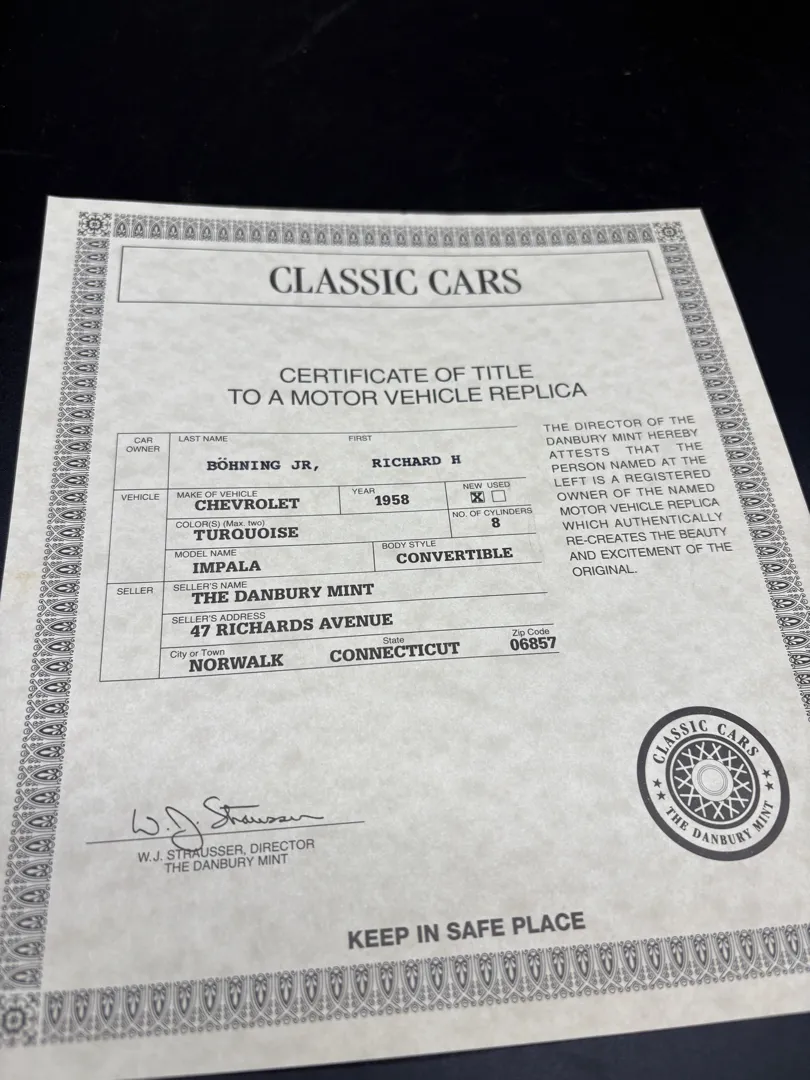 CLASSIC CARS
CERTIFICATE OF TITLE
TO A MOTOR VEHICLE REPLICA
CAR OWNER
LAST NAME FIRST
BÖHNING JR, RICHARD H
VEHICLE
MAKE OF VEHICLE YEAR NEW USED
CHEVROLET 1958 X
COLOR(S) (Max. two) NO. OF CYLINDERS
TURQUOISE 8
MODEL NAME BODY STYLE
IMPALA CONVERTIBLE
SELLER
SELLER'S NAME
THE DANBURY MINT
SELLER'S ADDRESS
47 RICHARDS AVENUE
City or Town State Zip Code
NORWALK CONNECTICUT 06857
THE DIRECTOR OF THE
DANBURY MINT HEREBY
ATTESTS THAT THE
PERSON NAMED AT THE
LEFT IS A REGISTERED
OWNER OF THE NAMED
MOTOR VEHICLE REPLICA
WHICH AUTHENTICALLY
RE-CREATES THE BEAUTY
AND EXCITEMENT OF THE
ORIGINAL.
W. J. Strausser
W.J. STRAUSSER, DIRECTOR
THE DANBURY MINT
CLASSIC CARS
THE DANBURY MINT
KEEP IN SAFE PLACE